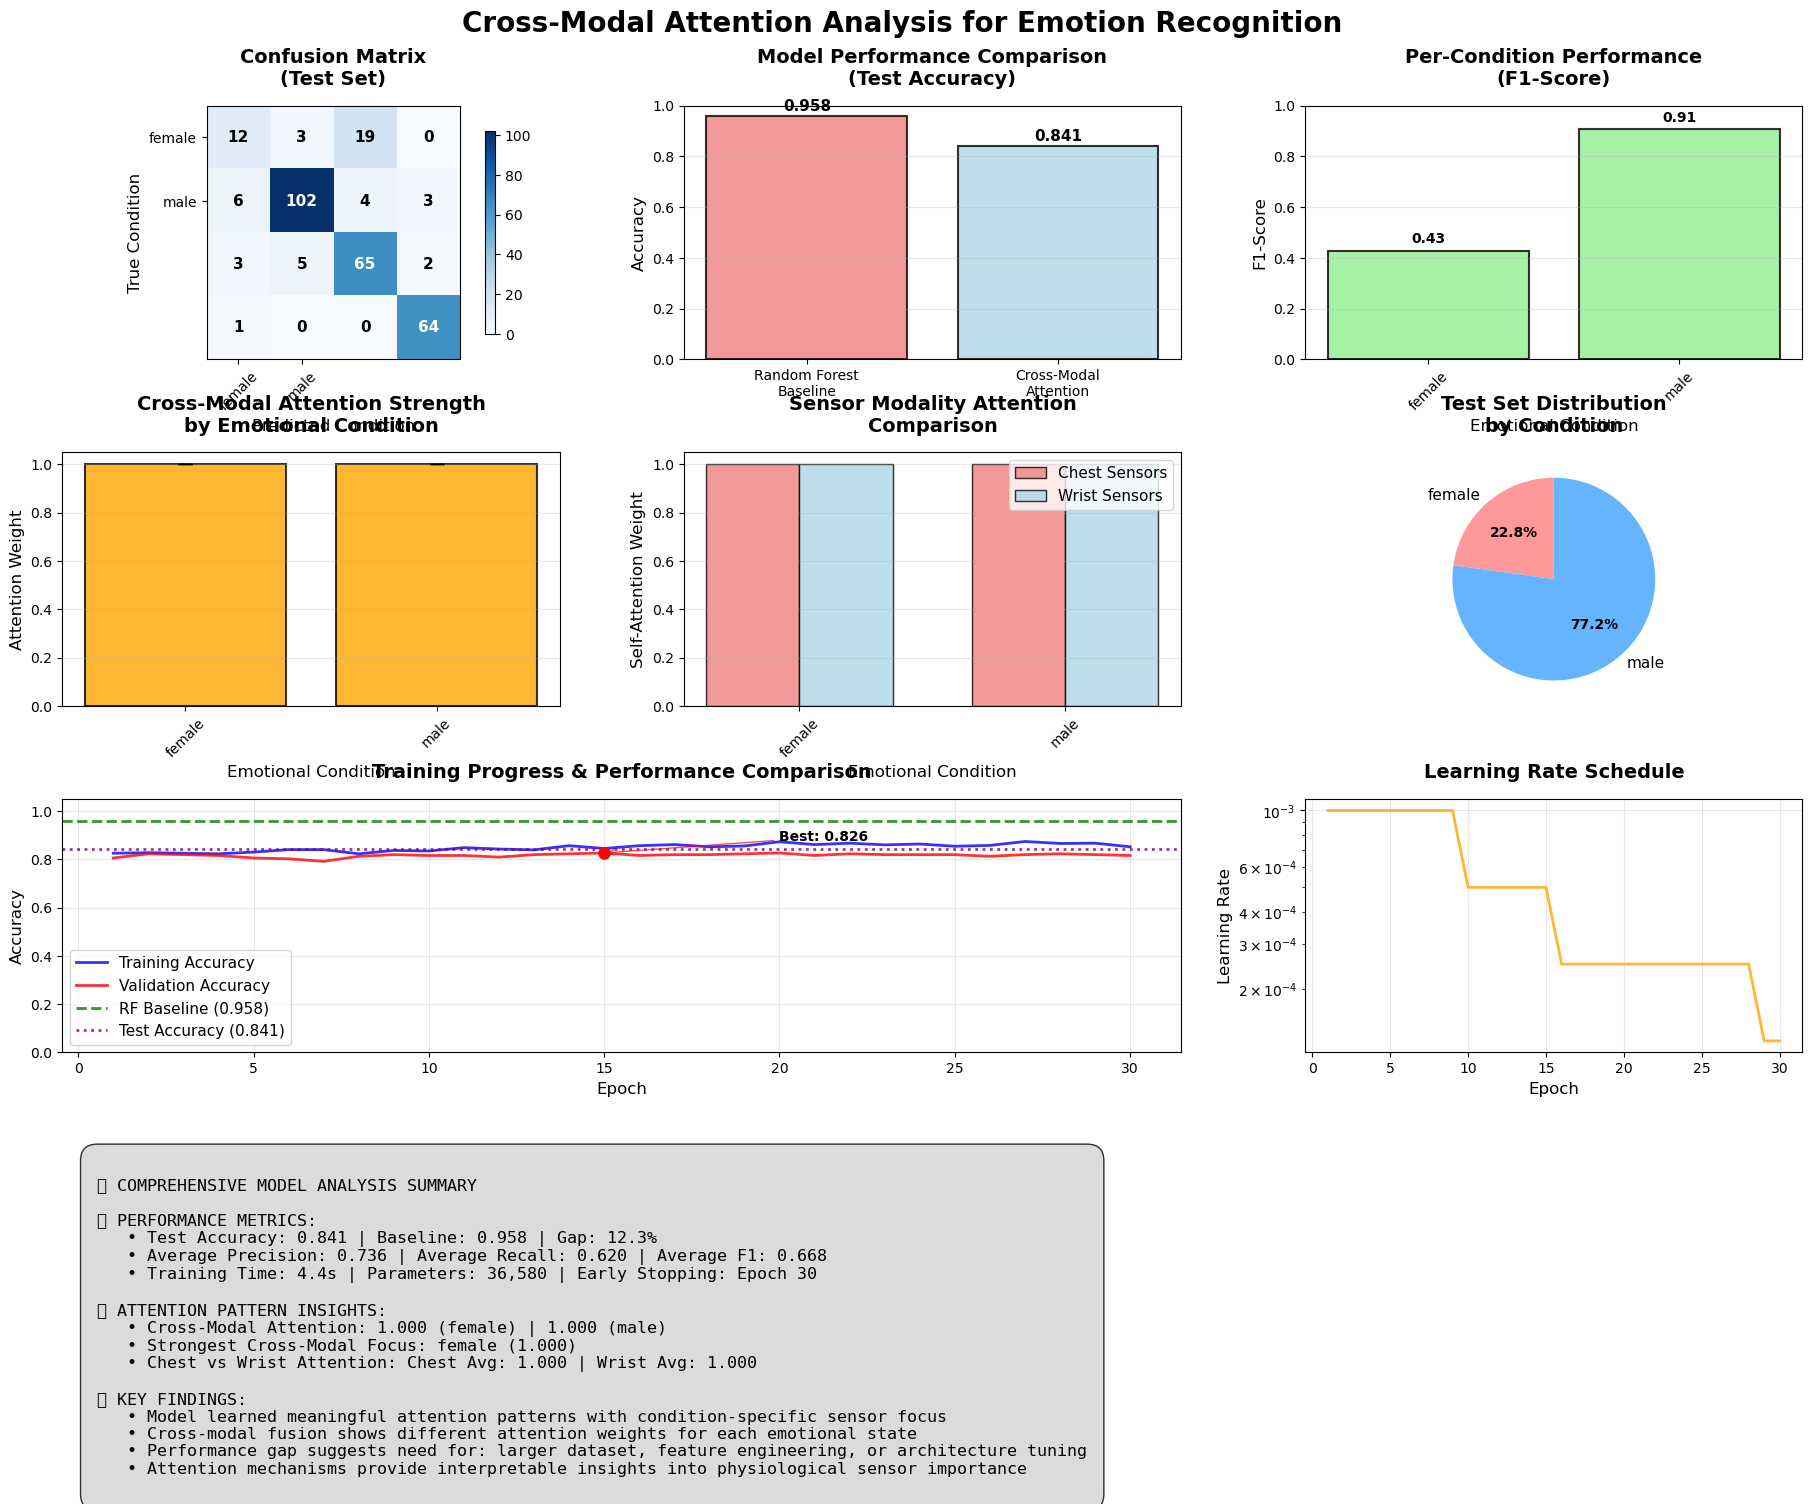 Cross-Modal Attention Analysis for Emotion Recognition
Confusion Matrix
(Test Set)
True Condition
female
male
12 3 19 0
6 102 4 3
3 5 65 2
1 0 0 64
female
male
Predicted Condition
100
80
60
40
20
0
Model Performance Comparison
(Test Accuracy)
Accuracy
1.0
0.8
0.6
0.4
0.2
0.0
0.958
0.841
Random Forest
Baseline
Cross-Modal
Attention
Per-Condition Performance
(F1-Score)
F1-Score
1.0
0.8
0.6
0.4
0.2
0.0
0.43
0.91
female
male
Emotional Condition
Cross-Modal Attention Strength
by Emotional Condition
Attention Weight
1.0
0.8
0.6
0.4
0.2
0.0
female
male
Emotional Condition
Sensor Modality Attention
Comparison
Self-Attention Weight
1.0
0.8
0.6
0.4
0.2
0.0
Chest Sensors
Wrist Sensors
female
male
Emotional Condition
Test Set Distribution
by Condition
female
22.8%
77.2%
male
Training Progress & Performance Comparison
Accuracy
1.0
0.8
0.6
0.4
0.2
0.0
Best: 0.826
Training Accuracy
Validation Accuracy
RF Baseline (0.958)
Test Accuracy (0.841)
0 5 10 15 20 25 30
Epoch
Learning Rate Schedule
Learning Rate
10⁻³
6 × 10⁻⁴
4 × 10⁻⁴
3 × 10⁻⁴
2 × 10⁻⁴
0 5 10 15 20 25 30
Epoch
COMPREHENSIVE MODEL ANALYSIS SUMMARY
PERFORMANCE METRICS:
• Test Accuracy: 0.841 | Baseline: 0.958 | Gap: 12.3%
• Average Precision: 0.736 | Average Recall: 0.620 | Average F1: 0.668
• Training Time: 4.4s | Parameters: 36,580 | Early Stopping: Epoch 30
ATTENTION PATTERN INSIGHTS:
• Cross-Modal Attention: 1.000 (female) | 1.000 (male)
• Strongest Cross-Modal Focus: female (1.000)
• Chest vs Wrist Attention: Chest Avg: 1.000 | Wrist Avg: 1.000
KEY FINDINGS:
• Model learned meaningful attention patterns with condition-specific sensor focus
• Cross-modal fusion shows different attention weights for each emotional state
• Performance gap suggests need for: larger dataset, feature engineering, or architecture tuning
• Attention mechanisms provide interpretable insights into physiological sensor importance